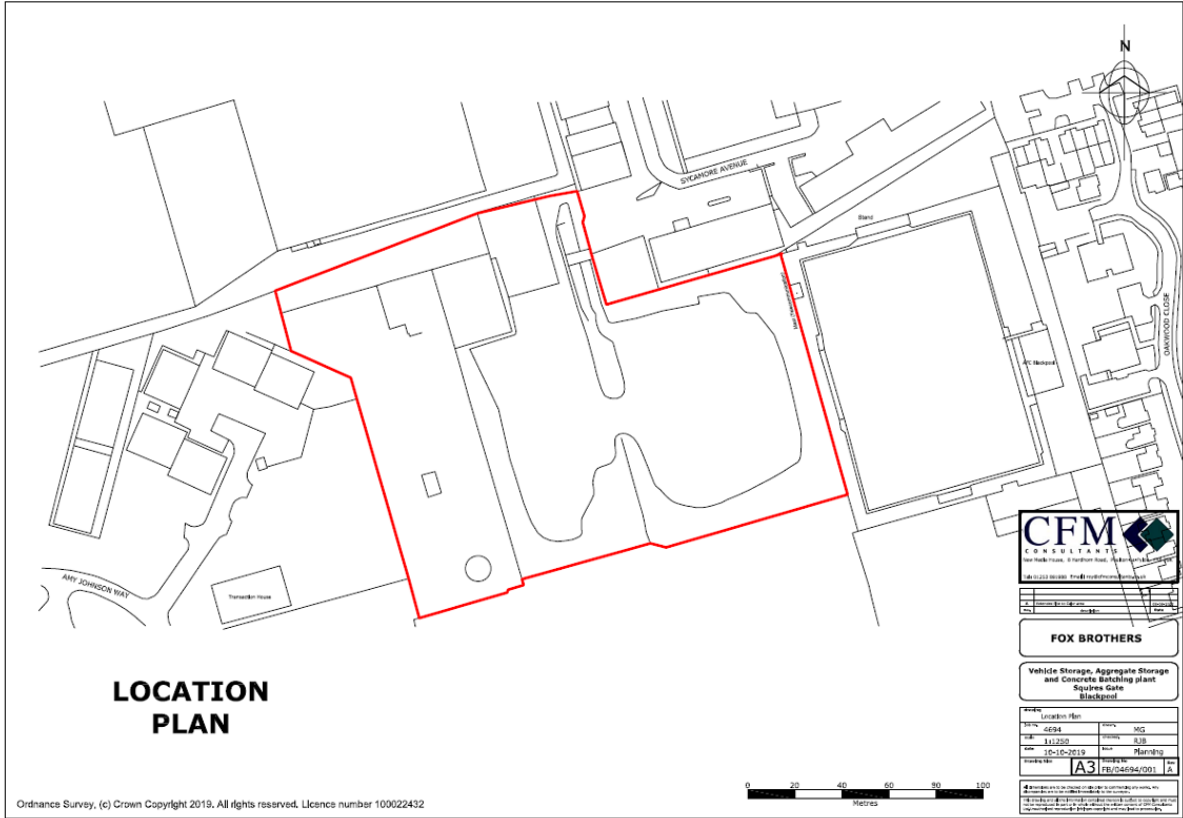 N
SYCAMORE AVENUE
Stand
OAKWOOD CLOSE
AFC Blackpool
AMY JOHNSON WAY
Transaction House
LOCATION
PLAN
CFM
CONSULTANTS
FOX BROTHERS
Vehicle Storage, Aggregate Storage
and Concrete Batching plant
Squires Gate
Blackpool
Location Plan
4694 MG
1:1250 RJB
10-10-2019 Planning
A3 FB/04694/001 A
0 20 40 60 80 100
Metres
Ordnance Survey, (c) Crown Copyright 2019. All rights reserved. Licence number 100022432